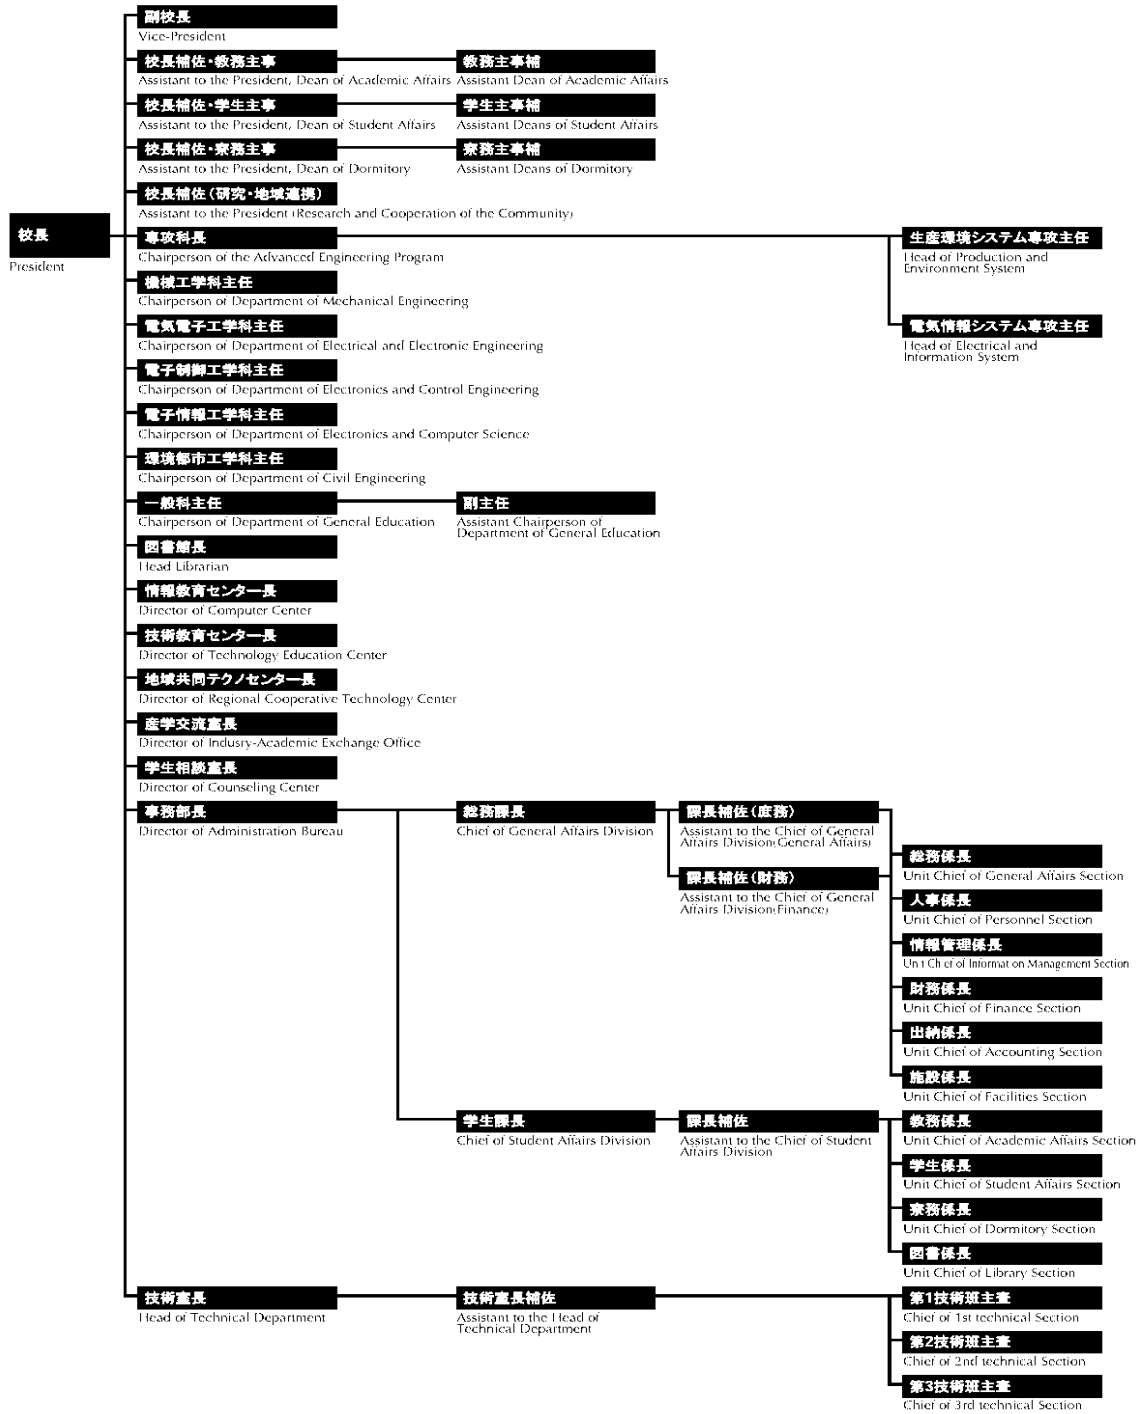 校長
President
副校長
Vice-President
校長補佐・教務主事
Assistant to the President, Dean of Academic Affairs
教務主事補
Assistant Dean of Academic Affairs
校長補佐・学生主事
Assistant to the President, Dean of Student Affairs
学生主事補
Assistant Deans of Student Affairs
校長補佐・寮務主事
Assistant to the President, Dean of Dormitory
寮務主事補
Assistant Deans of Dormitory
校長補佐(研究・地域連携)
Assistant to the President (Research and Cooperation of the Community)
専攻科長
Chairperson of the Advanced Engineering Program
生産環境システム専攻主任
Head of Production and
Environment System
電気情報システム専攻主任
Head of Electrical and
Information System
機械工学科主任
Chairperson of Department of Mechanical Engineering
電気電子工学科主任
Chairperson of Department of Electrical and Electronic Engineering
電子制御工学科主任
Chairperson of Department of Electronics and Control Engineering
電子情報工学科主任
Chairperson of Department of Electronics and Computer Science
環境都市工学科主任
Chairperson of Department of Civil Engineering
一般科主任
Chairperson of Department of General Education
副主任
Assistant Chairperson of
Department of General Education
図書館長
Head Librarian
情報教育センター長
Director of Computer Center
技術教育センター長
Director of Technology Education Center
地域共同テクノセンター長
Director of Regional Cooperative Technology Center
産学交流室長
Director of Indusry-Academic Exchange Office
学生相談室長
Director of Counseling Center
事務部長
Director of Administration Bureau
総務課長
Chief of General Affairs Division
課長補佐(庶務)
Assistant to the Chief of General
Affairs Division(General Affairs)
課長補佐(財務)
Assistant to the Chief of General
Affairs Division(Finance)
総務係長
Unit Chief of General Affairs Section
人事係長
Unit Chief of Personnel Section
情報管理係長
Unit Chief of Information Management Section
財務係長
Unit Chief of Finance Section
出納係長
Unit Chief of Accounting Section
施設係長
Unit Chief of Facilities Section
学生課長
Chief of Student Affairs Division
課長補佐
Assistant to the Chief of Student
Affairs Division
教務係長
Unit Chief of Academic Affairs Section
学生係長
Unit Chief of Student Affairs Section
寮務係長
Unit Chief of Dormitory Section
図書係長
Unit Chief of Library Section
技術室長
Head of Technical Department
技術室長補佐
Assistant to the Head of
Technical Department
第1技術班主査
Chief of 1st technical Section
第2技術班主査
Chief of 2nd technical Section
第3技術班主査
Chief of 3rd technical Section